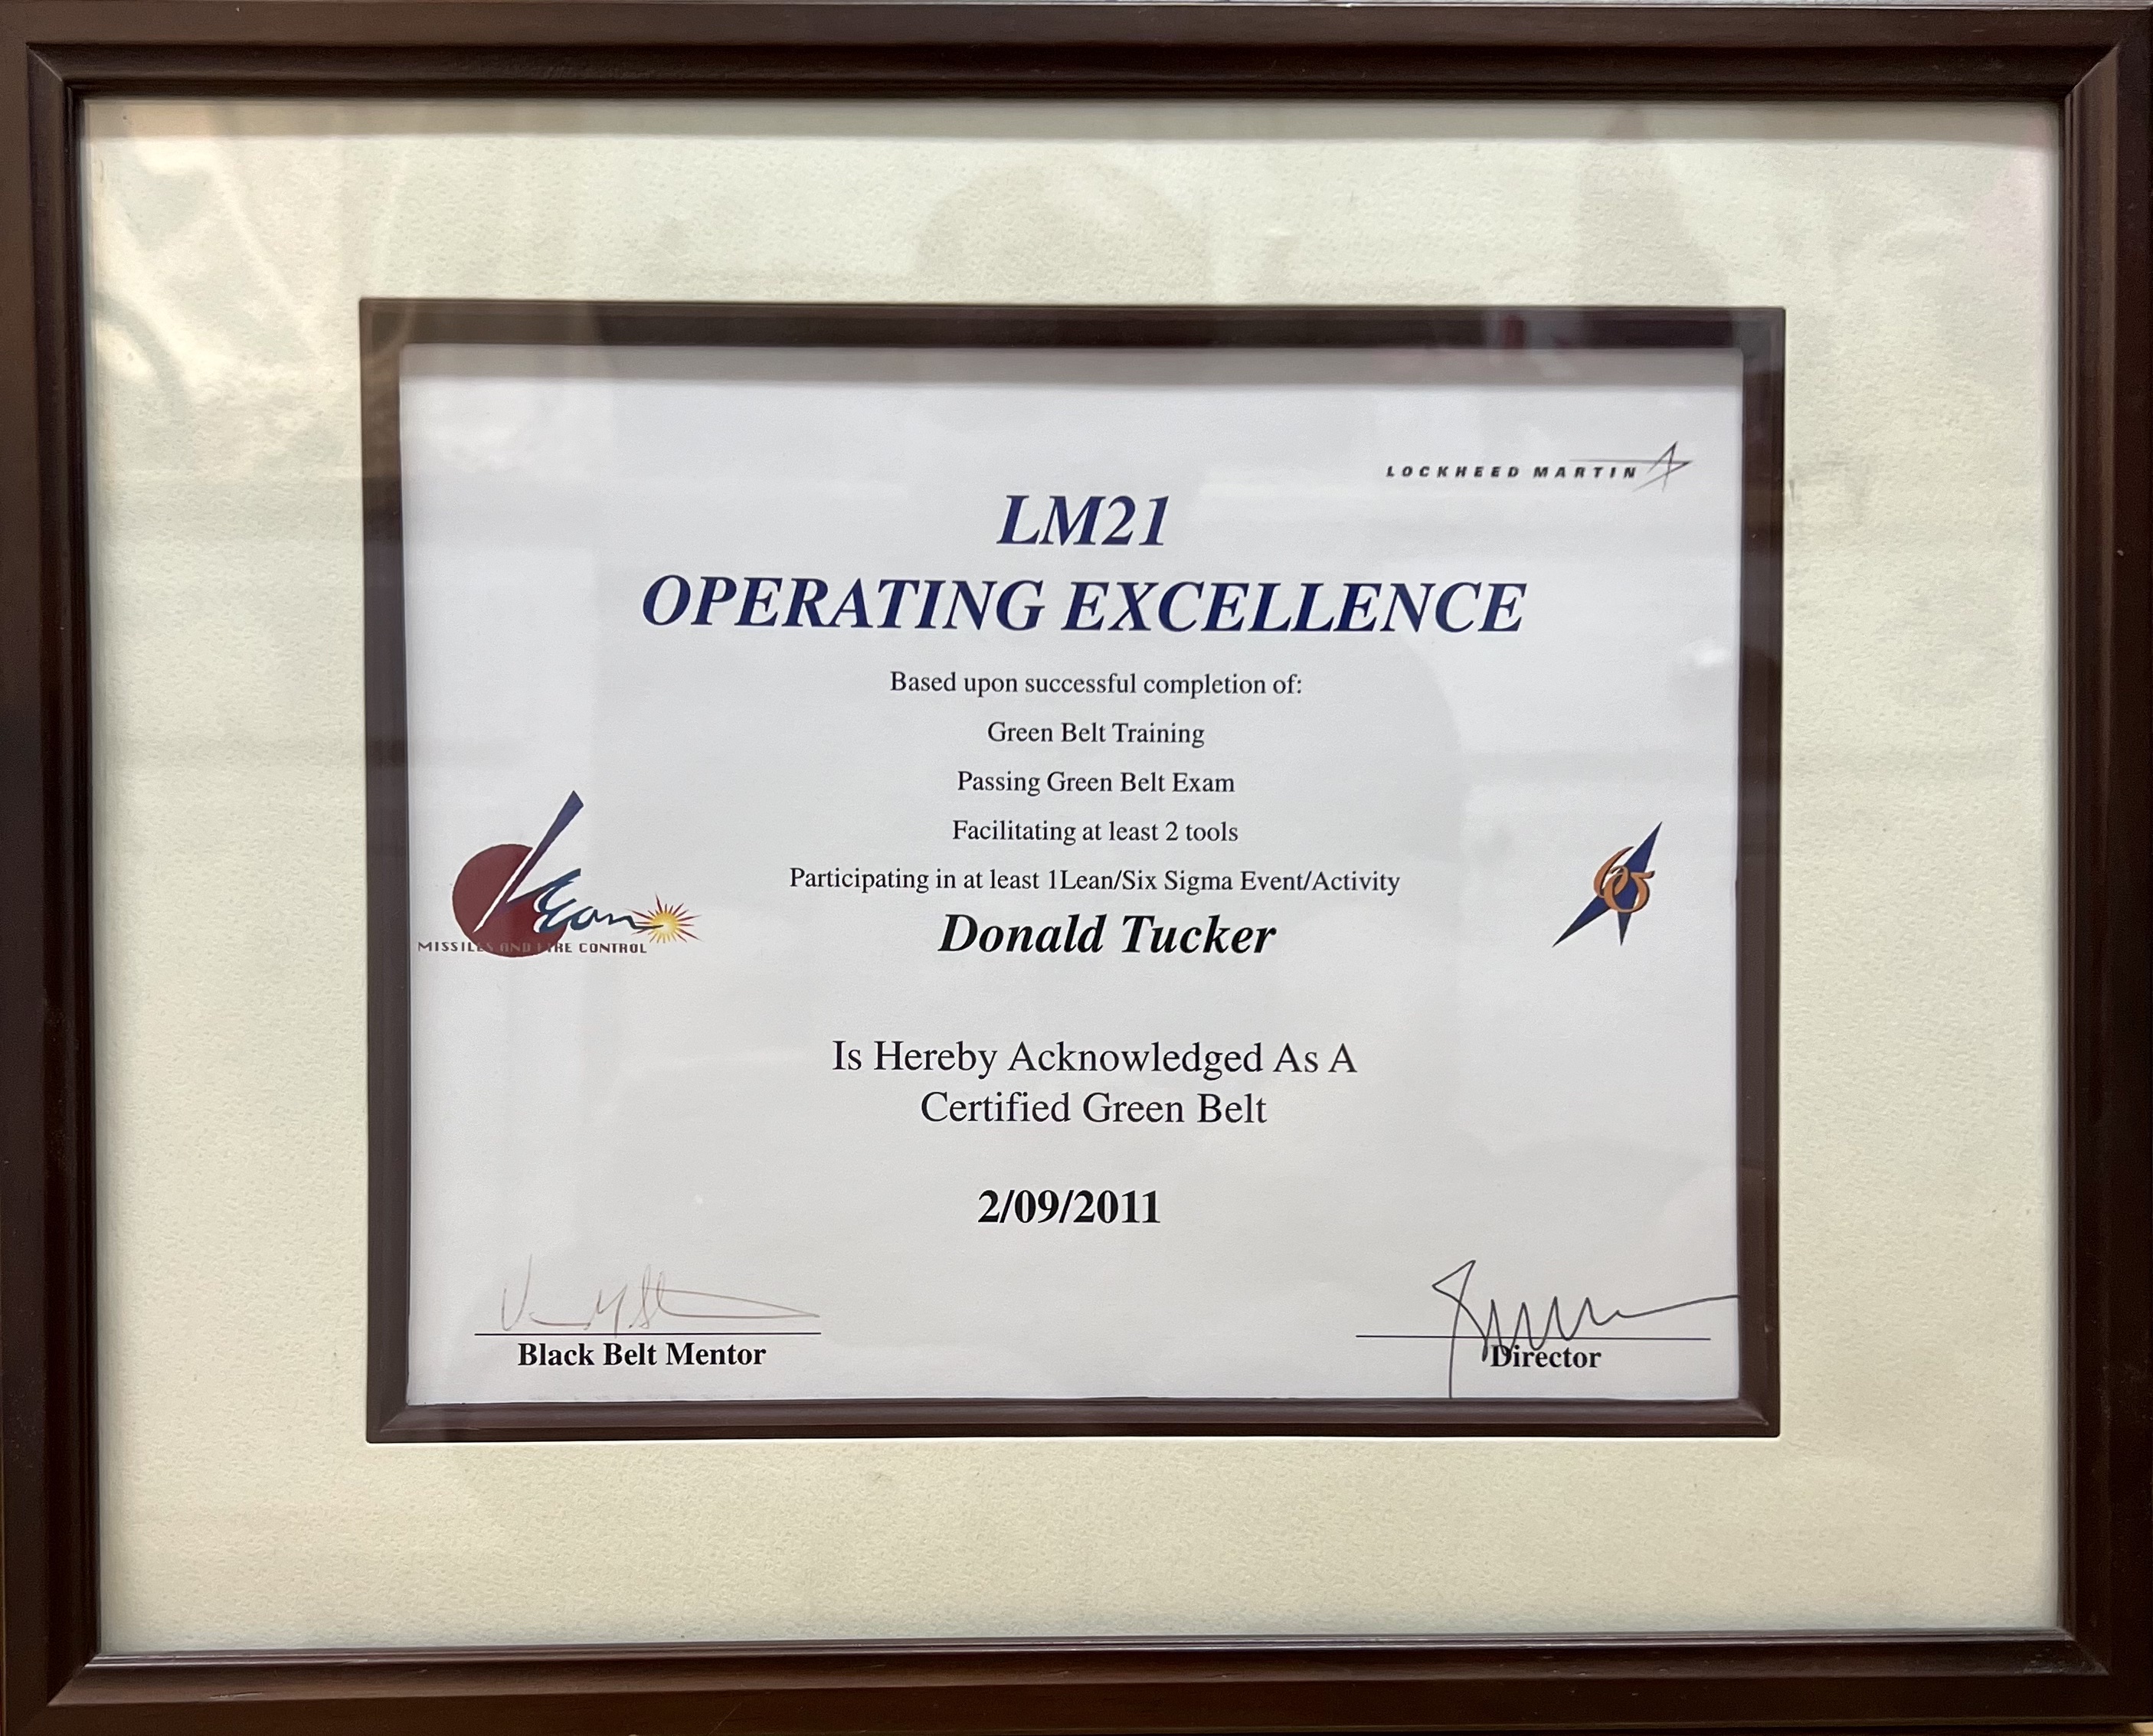 LOCKHEED MARTIN
LM21
OPERATING EXCELLENCE
Based upon successful completion of:
Green Belt Training
Passing Green Belt Exam
Facilitating at least 2 tools
Participating in at least 1Lean/Six Sigma Event/Activity
Lean
MISSILES AND FIRE CONTROL
6σ
Donald Tucker
Is Hereby Acknowledged As A
Certified Green Belt
2/09/2011
Black Belt Mentor
Director